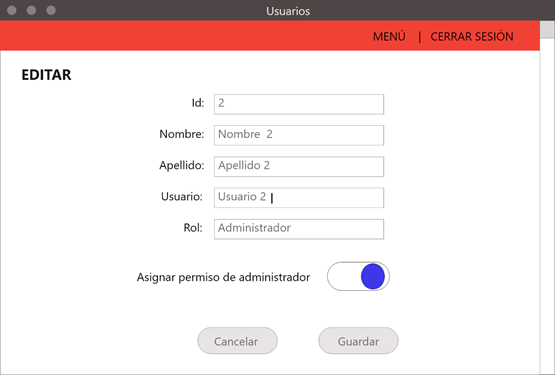 Usuarios
MENÚ | CERRAR SESIÓN
EDITAR
Id: 2
Nombre: Nombre 2
Apellido: Apellido 2
Usuario: Usuario 2
Rol: Administrador
Asignar permiso de administrador
Cancelar Guardar